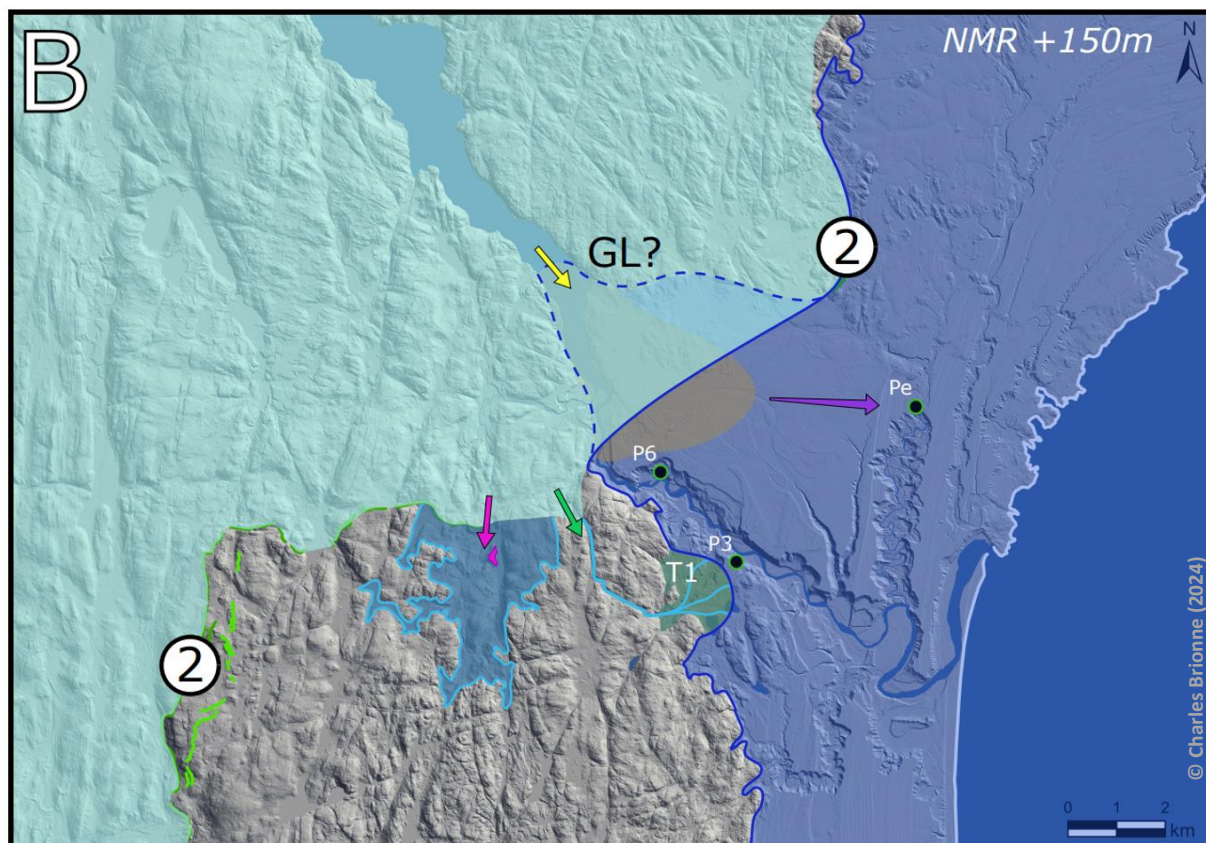 B
NMR +150m
N
GL?
2
Pe
P6
P3
T1
2
© Charles Brionne (2024)
0 1 2
km